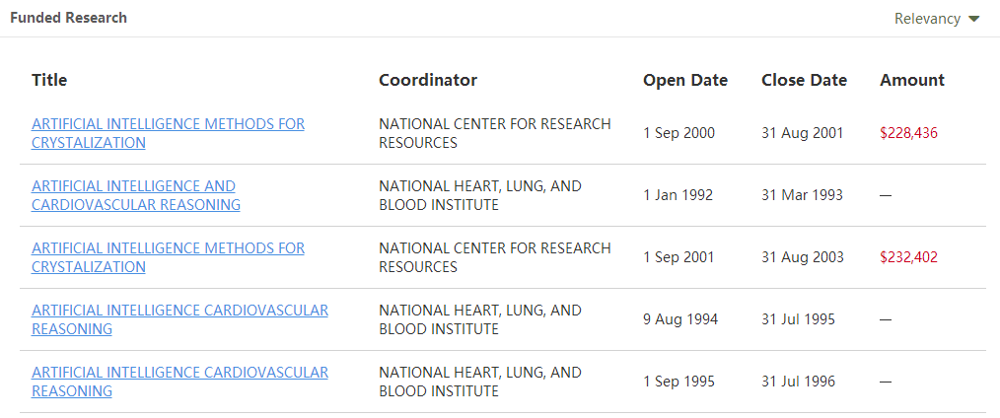 Funded Research
Relevancy
Title Coordinator Open Date Close Date Amount
ARTIFICIAL INTELLIGENCE METHODS FOR
CRYSTALIZATION
NATIONAL CENTER FOR RESEARCH
RESOURCES
1 Sep 2000
31 Aug 2001
$228,436
ARTIFICIAL INTELLIGENCE AND
CARDIOVASCULAR REASONING
NATIONAL HEART, LUNG, AND
BLOOD INSTITUTE
1 Jan 1992
31 Mar 1993
—
ARTIFICIAL INTELLIGENCE METHODS FOR
CRYSTALIZATION
NATIONAL CENTER FOR RESEARCH
RESOURCES
1 Sep 2001
31 Aug 2003
$232,402
ARTIFICIAL INTELLIGENCE CARDIOVASCULAR
REASONING
NATIONAL HEART, LUNG, AND
BLOOD INSTITUTE
9 Aug 1994
31 Jul 1995
—
ARTIFICIAL INTELLIGENCE CARDIOVASCULAR
REASONING
NATIONAL HEART, LUNG, AND
BLOOD INSTITUTE
1 Sep 1995
31 Jul 1996
—